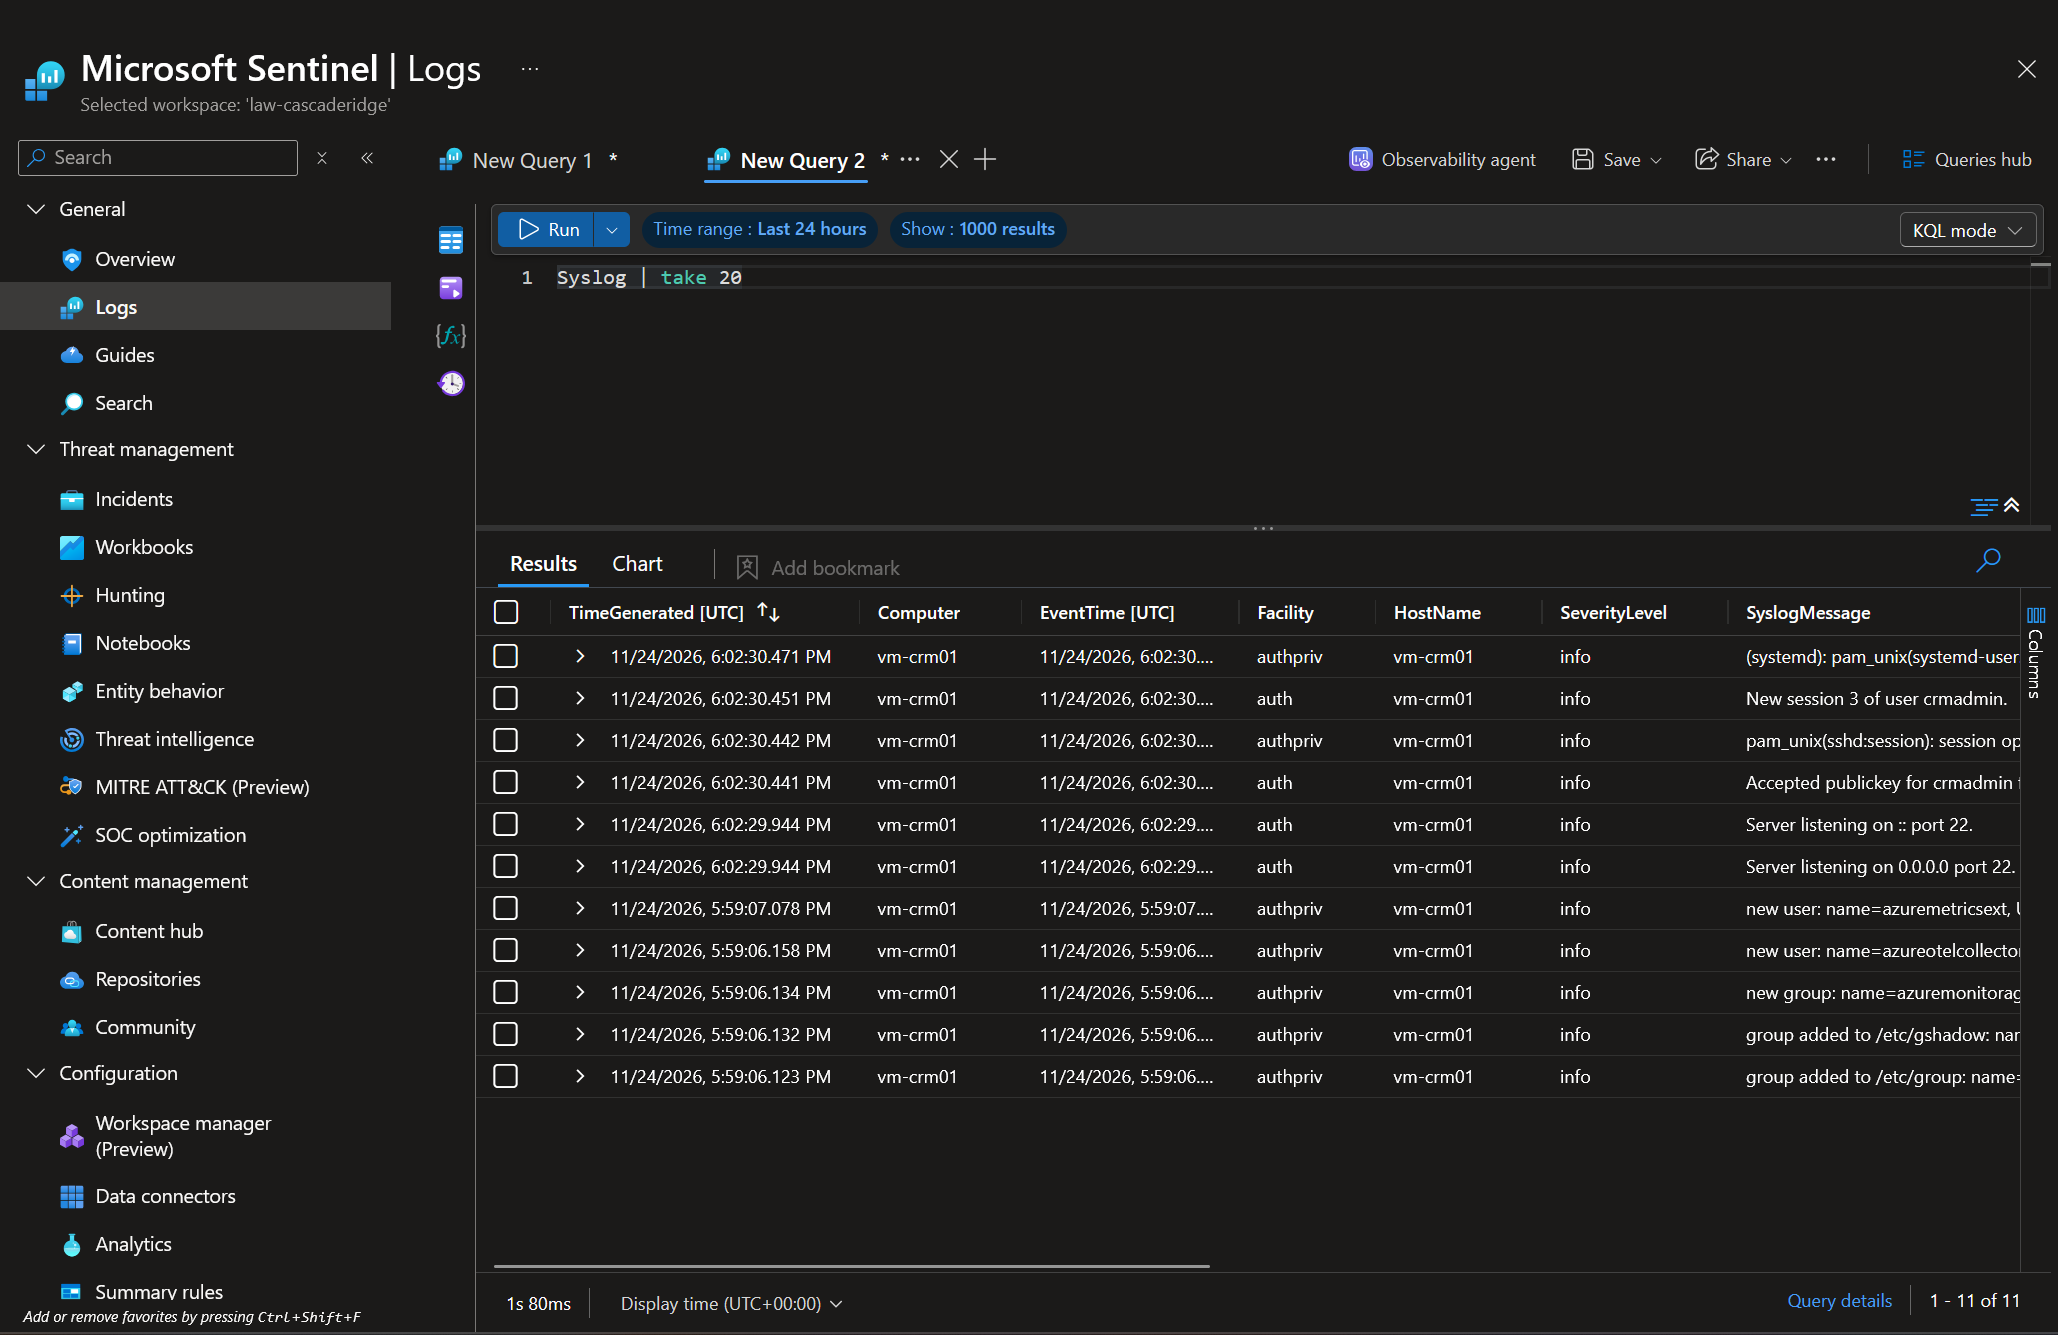 Microsoft Sentinel | Logs ...
Selected workspace: 'law-cascaderidge'
Search
General
Overview
Logs
Guides
Search
Threat management
Incidents
Workbooks
Hunting
Notebooks
Entity behavior
Threat intelligence
MITRE ATT&CK (Preview)
SOC optimization
Content management
Content hub
Repositories
Community
Configuration
Workspace manager
(Preview)
Data connectors
Analytics
Summary rules
Add or remove favorites by pressing Ctrl+Shift+F
New Query 1 * New Query 2 * ...
Observability agent Save Share ... Queries hub
Run Time range : Last 24 hours Show : 1000 results KQL mode
{fx}
1 Syslog | take 20
Results Chart Add bookmark
TimeGenerated [UTC] Computer EventTime [UTC] Facility HostName SeverityLevel SyslogMessage
11/24/2026, 6:02:30.471 PM vm-crm01 11/24/2026, 6:02:30.... authpriv vm-crm01 info (systemd): pam_unix(systemd-user
11/24/2026, 6:02:30.451 PM vm-crm01 11/24/2026, 6:02:30.... auth vm-crm01 info New session 3 of user crmadmin.
11/24/2026, 6:02:30.442 PM vm-crm01 11/24/2026, 6:02:30.... authpriv vm-crm01 info pam_unix(sshd:session): session op
11/24/2026, 6:02:30.441 PM vm-crm01 11/24/2026, 6:02:30.... auth vm-crm01 info Accepted publickey for crmadmin
11/24/2026, 6:02:29.944 PM vm-crm01 11/24/2026, 6:02:29.... auth vm-crm01 info Server listening on :: port 22.
11/24/2026, 6:02:29.944 PM vm-crm01 11/24/2026, 6:02:29.... auth vm-crm01 info Server listening on 0.0.0.0 port 22.
11/24/2026, 5:59:07.078 PM vm-crm01 11/24/2026, 5:59:07.... authpriv vm-crm01 info new user: name=azuremetricsext,
11/24/2026, 5:59:06.158 PM vm-crm01 11/24/2026, 5:59:06.... authpriv vm-crm01 info new user: name=azureotelcollector
11/24/2026, 5:59:06.134 PM vm-crm01 11/24/2026, 5:59:06.... authpriv vm-crm01 info new group: name=azuremonitorag
11/24/2026, 5:59:06.132 PM vm-crm01 11/24/2026, 5:59:06.... authpriv vm-crm01 info group added to /etc/gshadow: nam
11/24/2026, 5:59:06.123 PM vm-crm01 11/24/2026, 5:59:06.... authpriv vm-crm01 info group added to /etc/group: name=
Columns
1s 80ms Display time (UTC+00:00) Query details 1 - 11 of 11